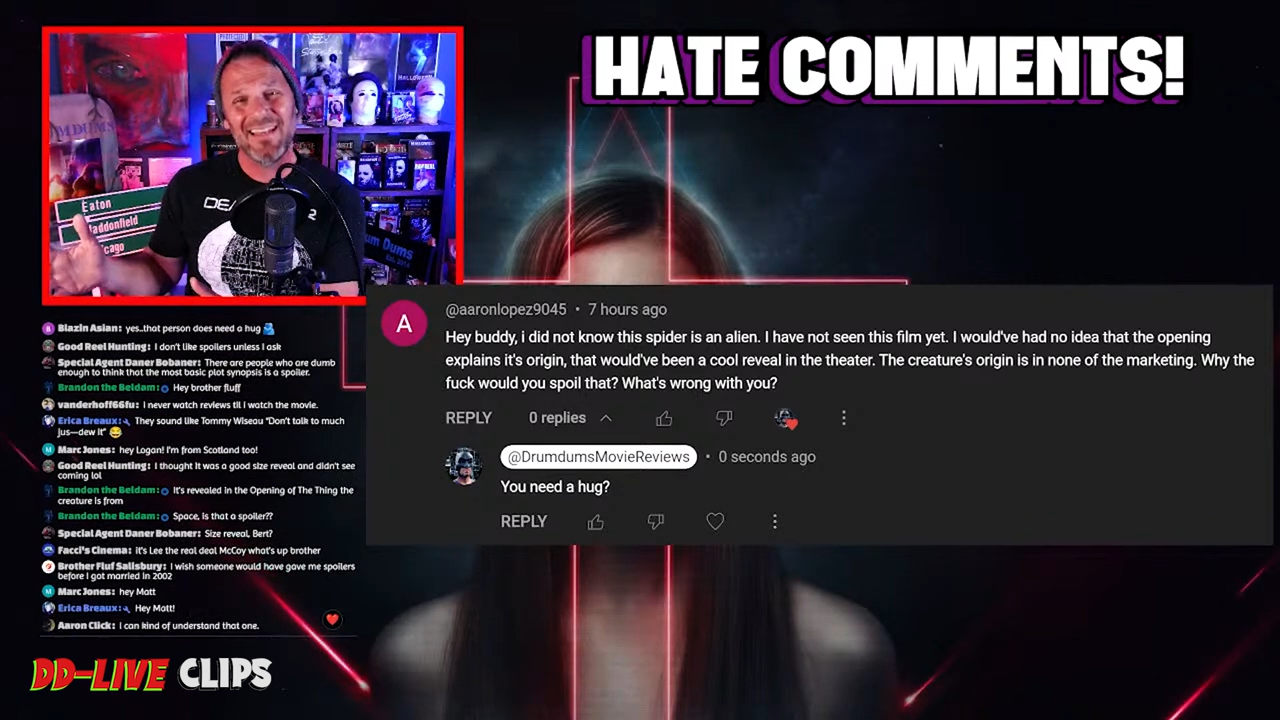 HATE COMMENTS!
HALLOWEEN
Eaton
Haddonfield
Dum Dums
@aaronlopez9045 • 7 hours ago
A
Hey buddy, i did not know this spider is an alien. I have not seen this film yet. I would've had no idea that the opening
explains it's origin, that would've been a cool reveal in the theater. The creature's origin is in none of the marketing. Why the
fuck would you spoil that? What's wrong with you?
REPLY 0 replies
@DrumdumsMovieReviews • 0 seconds ago
You need a hug?
REPLY
Blazin Asian: yes..that person does need a hug
Good Reel Hunting: I don't like spoilers unless I ask
Special Agent Daner Bobaner: There are people who are dumb
enough to think that the most basic plot synopsis is a spoiler.
Brandon the Beldam: Hey brother fluff
vanderhoff66fu: I never watch reviews til I watch the movie.
Erica Breaux: They sound like Tommy Wiseau "Don't talk to much
jus—dew it" 😂
Marc Jones: hey Logan! I'm from Scotland too!
Good Reel Hunting: I thought it was a good size reveal and didn't see
coming lol
Brandon the Beldam: It's revealed in the Opening of The Thing the
creature is from
Brandon the Beldam: Space, is that a spoiler??
Special Agent Daner Bobaner: Size reveal, Bert?
Facci's Cinema: it's Lee the real deal McCoy what's up brother
Brother Fluf Salisbury: I wish someone would have gave me spoilers
before I got married in 2002
Marc Jones: hey Matt
Erica Breaux: Hey Matt!
Aaron Click: I can kind of understand that one.
DD-LIVE CLIPS